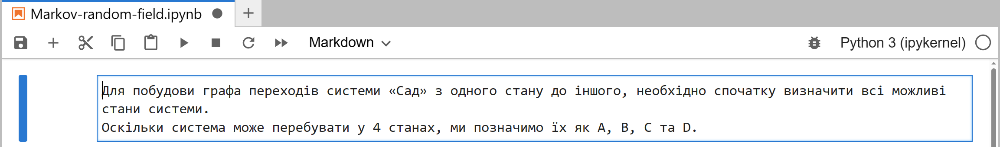 Markov-random-field.ipynb
Markdown Python 3 (ipykernel)
Для побудови графа переходів системи «Сад» з одного стану до іншого, необхідно спочатку визначити всі можливі
стани системи.
Оскільки система може перебувати у 4 станах, ми позначимо їх як A, B, C та D.